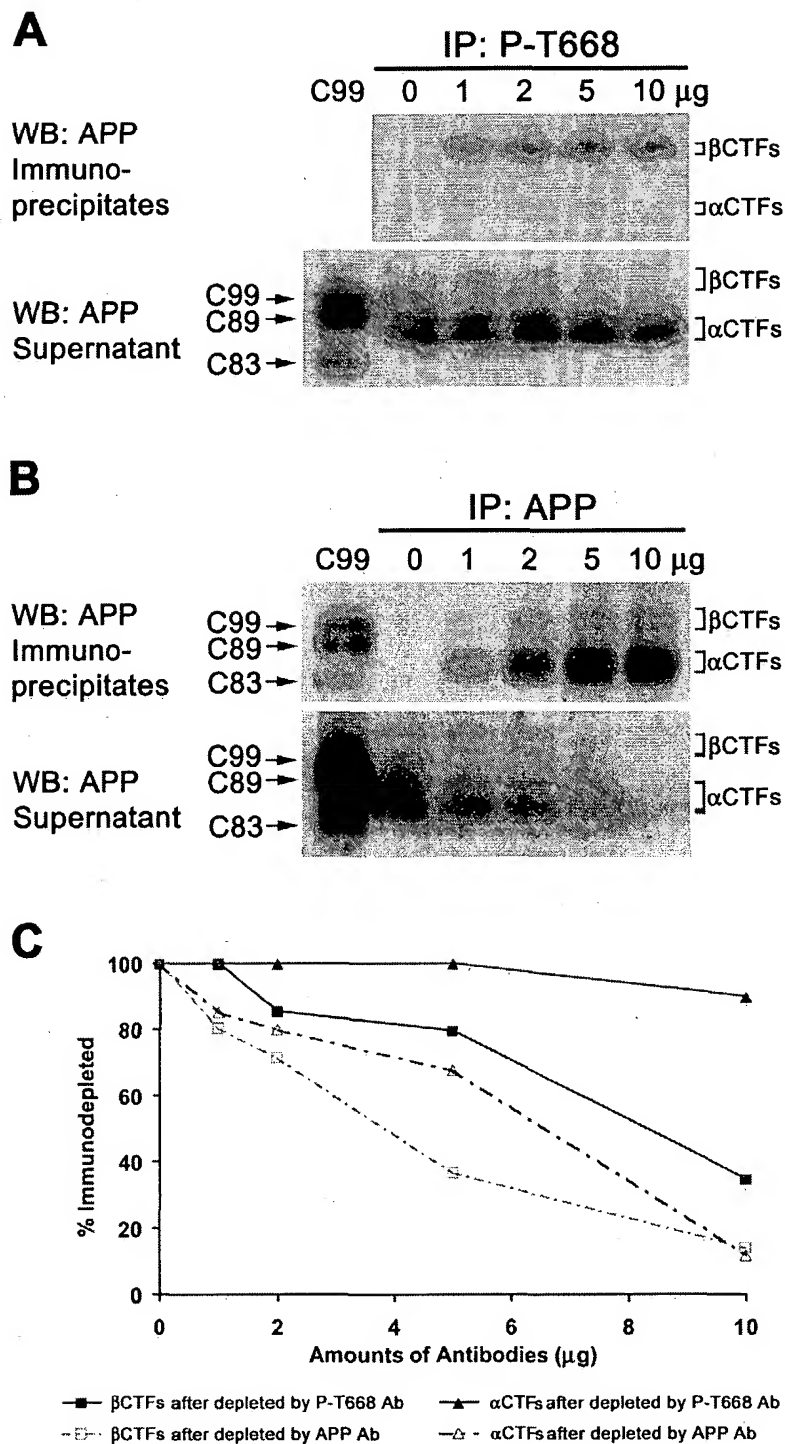 A
IP: P-T668
C99 0 1 2 5 10 µg
WB: APP
Immuno-
precipitates
βCTFs
αCTFs
WB: APP
Supernatant
C99
C89
C83
βCTFs
αCTFs
B
IP: APP
C99 0 1 2 5 10 µg
WB: APP
Immuno-
precipitates
C99
C89
C83
βCTFs
αCTFs
WB: APP
Supernatant
C99
C89
C83
βCTFs
αCTFs
C
% Immunodepleted
100
80
60
40
20
0
0 2 4 6 8 10
Amounts of Antibodies (µg)
βCTFs after depleted by P-T668 Ab
αCTFs after depleted by P-T668 Ab
βCTFs after depleted by APP Ab
αCTFs after depleted by APP Ab